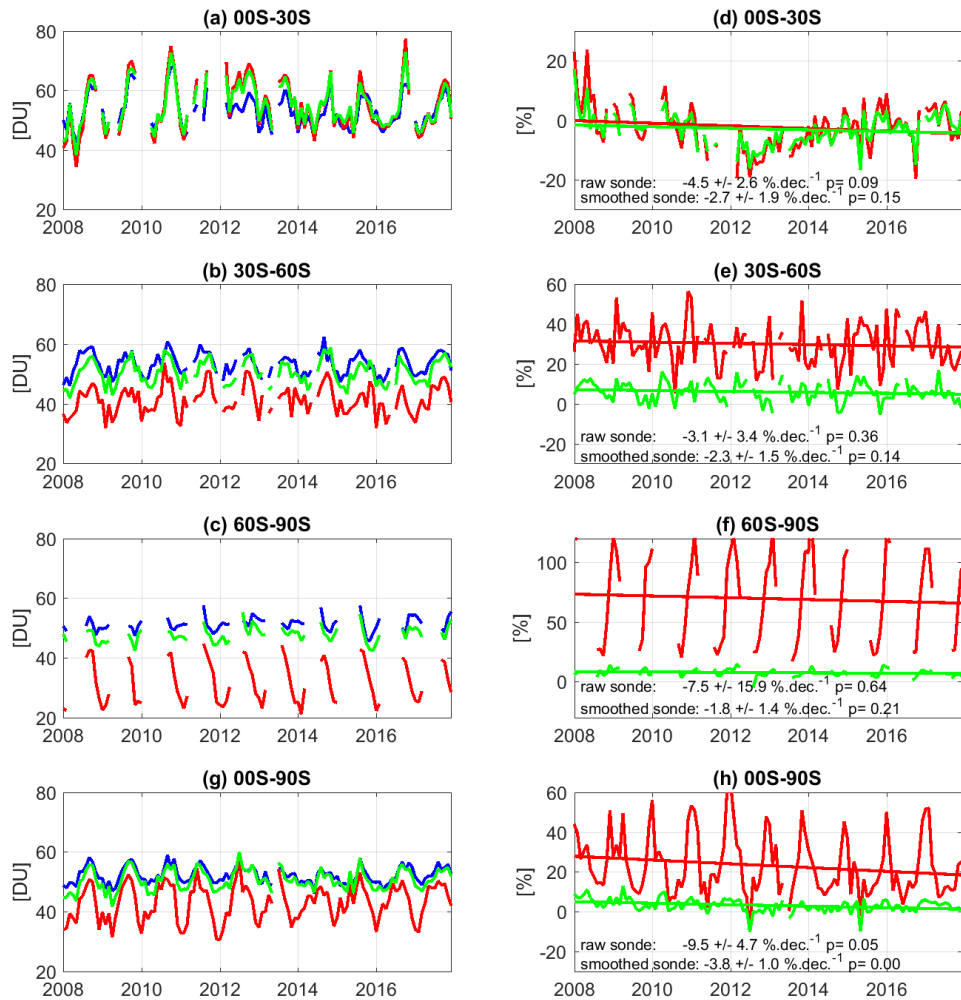 (a) 00S-30S
80
60
40
20
[DU]
2008 2010 2012 2014 2016
(d) 00S-30S
20
0
-20
[%]
raw sonde: -4.5 +/- 2.6 %.dec.⁻¹ p= 0.09
smoothed sonde: -2.7 +/- 1.9 %.dec.⁻¹ p= 0.15
2008 2010 2012 2014 2016
(b) 30S-60S
80
60
40
20
[DU]
2008 2010 2012 2014 2016
(e) 30S-60S
60
40
20
0
-20
[%]
raw sonde: -3.1 +/- 3.4 %.dec.⁻¹ p= 0.36
smoothed sonde: -2.3 +/- 1.5 %.dec.⁻¹ p= 0.14
2008 2010 2012 2014 2016
(c) 60S-90S
80
60
40
20
[DU]
2008 2010 2012 2014 2016
(f) 60S-90S
100
50
0
[%]
raw sonde: -7.5 +/- 15.9 %.dec.⁻¹ p= 0.64
smoothed sonde: -1.8 +/- 1.4 %.dec.⁻¹ p= 0.21
2008 2010 2012 2014 2016
(g) 00S-90S
80
60
40
20
[DU]
2008 2010 2012 2014 2016
(h) 00S-90S
60
40
20
0
-20
[%]
raw sonde: -9.5 +/- 4.7 %.dec.⁻¹ p= 0.05
smoothed sonde: -3.8 +/- 1.0 %.dec.⁻¹ p= 0.00
2008 2010 2012 2014 2016